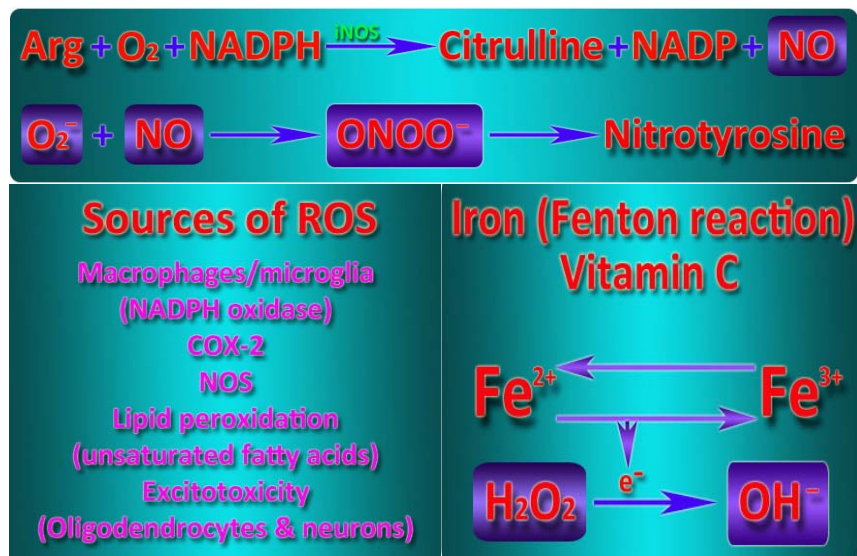 iNOS
Arg + O₂ + NADPH → Citrulline + NADP + NO
O₂⁻ + NO → ONOO⁻ → Nitrotyrosine
Sources of ROS
Macrophages/microglia
(NADPH oxidase)
COX-2
NOS
Lipid peroxidation
(unsaturated fatty acids)
Excitotoxicity
(Oligodendrocytes & neurons)
Iron (Fenton reaction)
Vitamin C
Fe²⁺ Fe³⁺
e⁻
H₂O₂ → OH⁻